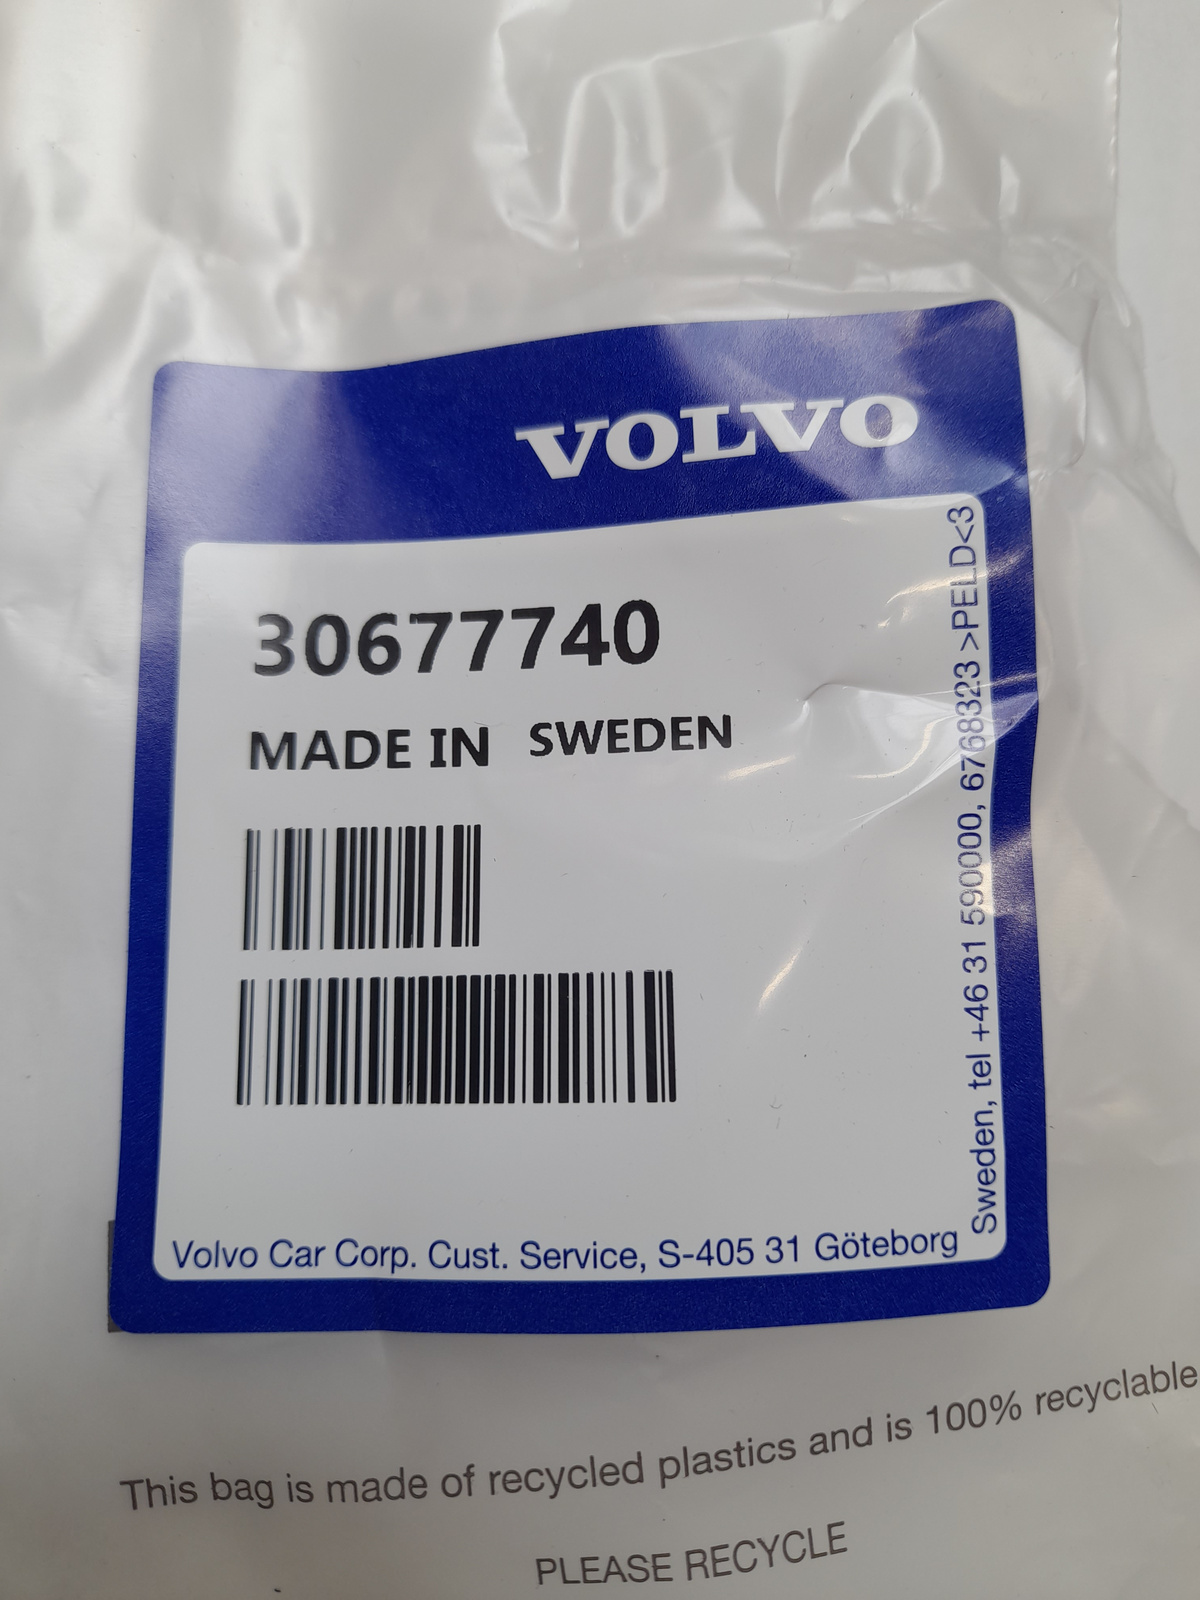 VOLVO
30677740
MADE IN SWEDEN
Volvo Car Corp. Cust. Service, S-405 31 Göteborg
Sweden, tel +46 31 590000, 6768323 >PELD<3
This bag is made of recycled plastics and is 100% recyclable
PLEASE RECYCLE